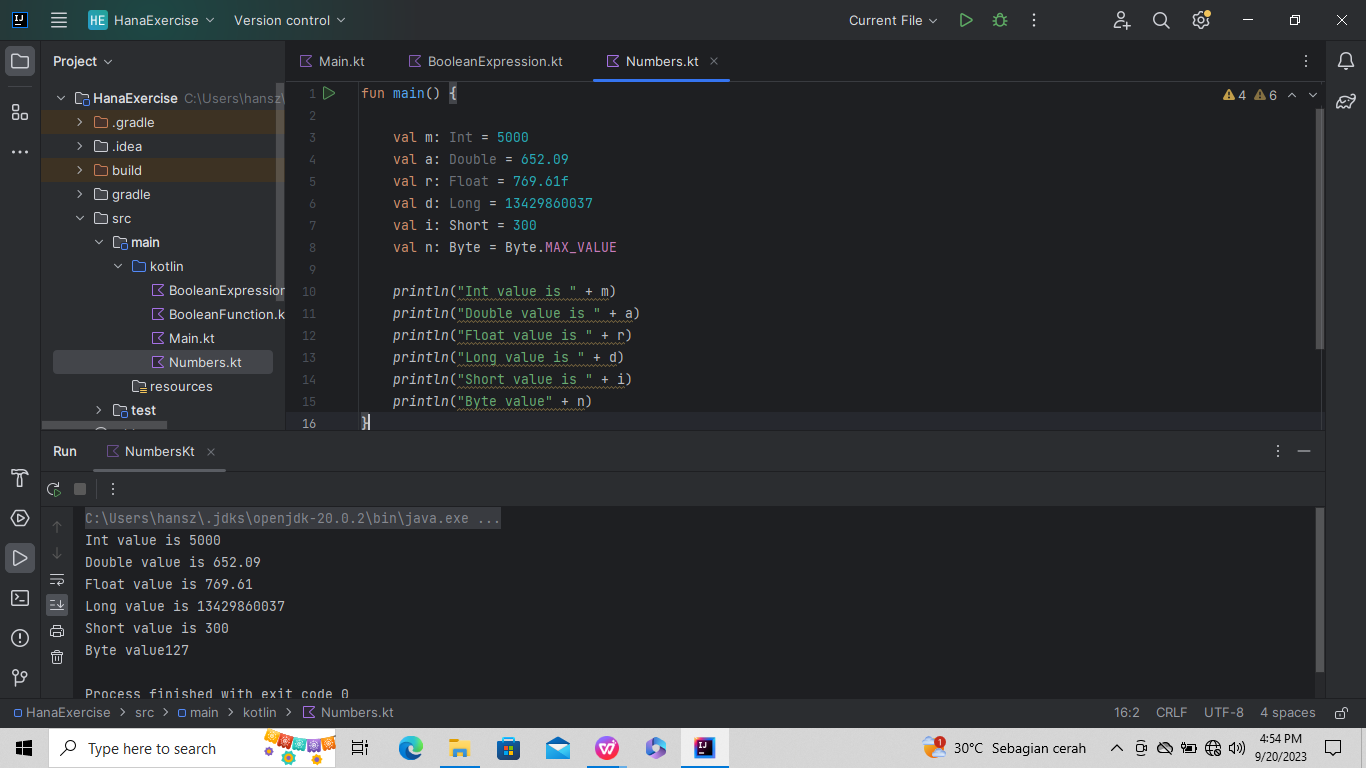 HE HanaExercise Version control Current File
Project
Main.kt BooleanExpression.kt Numbers.kt
HanaExercise C:\Users\hansz\
.gradle
.idea
build
gradle
src
main
kotlin
BooleanExpression
BooleanFunction.k
Main.kt
Numbers.kt
resources
test
4 6
1 fun main() {
2
3 val m: Int = 5000
4 val a: Double = 652.09
5 val r: Float = 769.61f
6 val d: Long = 13429860037
7 val i: Short = 300
8 val n: Byte = Byte.MAX_VALUE
9
10 println("Int value is " + m)
11 println("Double value is " + a)
12 println("Float value is " + r)
13 println("Long value is " + d)
14 println("Short value is " + i)
15 println("Byte value" + n)
16 }
Run NumbersKt
C:\Users\hansz\.jdks\openjdk-20.0.2\bin\java.exe ...
Int value is 5000
Double value is 652.09
Float value is 769.61
Long value is 13429860037
Short value is 300
Byte value127
Process finished with exit code 0
HanaExercise > src > main > kotlin > Numbers.kt 16:2 CRLF UTF-8 4 spaces
Type here to search 1 30°C Sebagian cerah 4:54 PM
9/20/2023